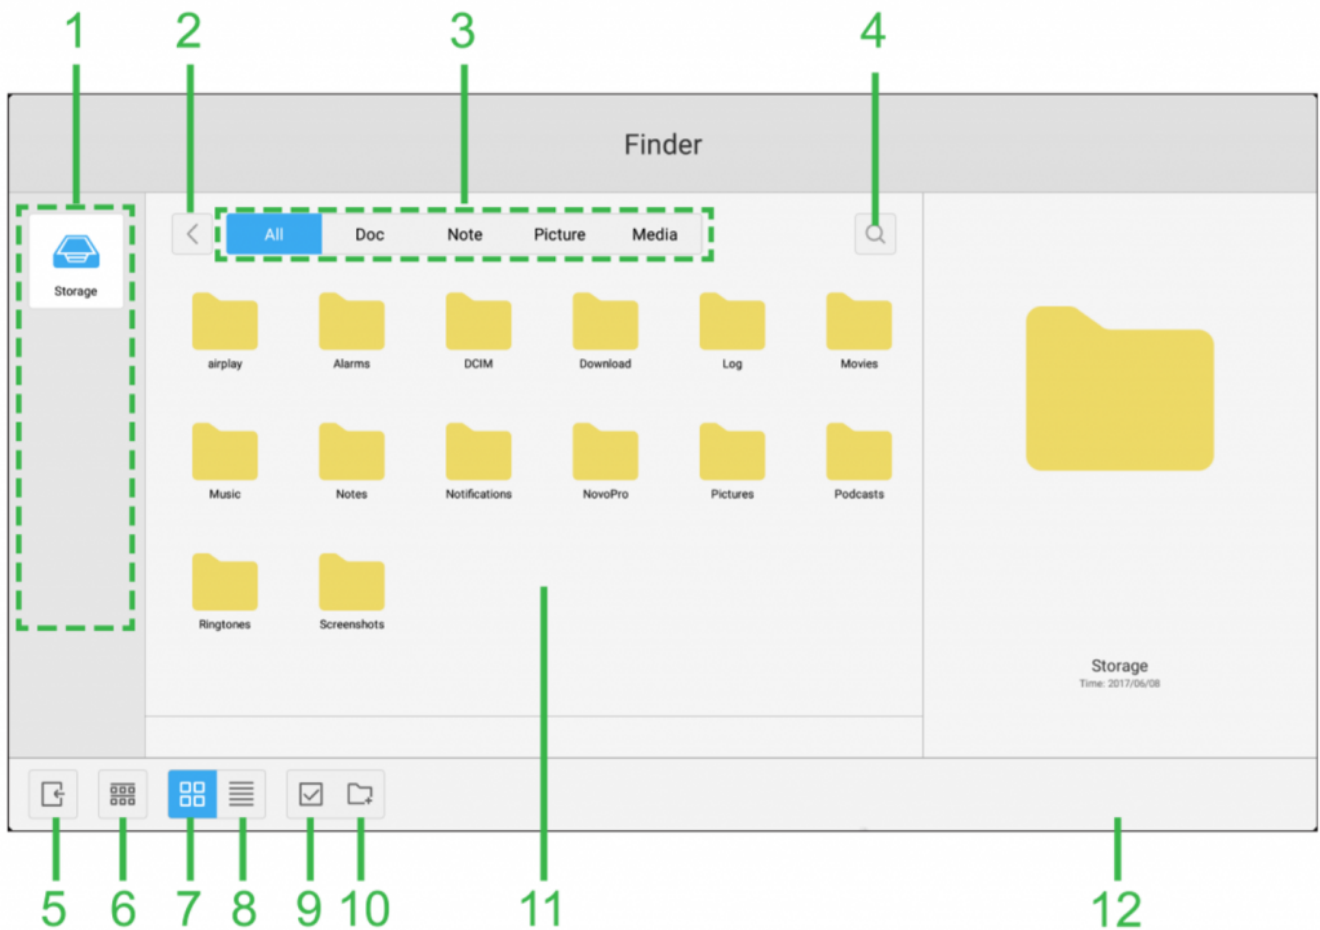 1 2 3 4
Finder
Storage
All Doc Note Picture Media
airplay Alarms DCIM Download Log Movies
Music Notes Notifications NovoPro Pictures Podcasts
Ringtones Screenshots
Storage
Time: 2017/06/08
5 6 7 8 9 10 11 12